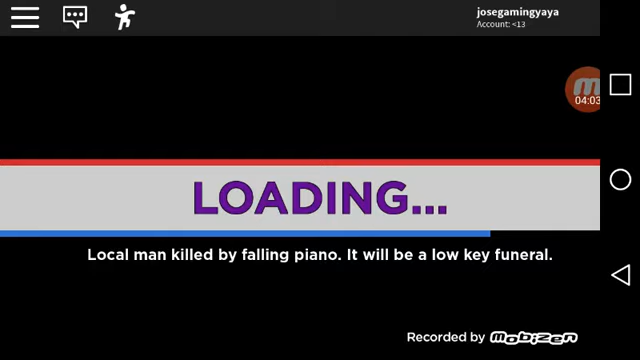 josegamingyaya
Account: <13
04:03
LOADING...
Local man killed by falling piano. It will be a low key funeral.
Recorded by mobizen